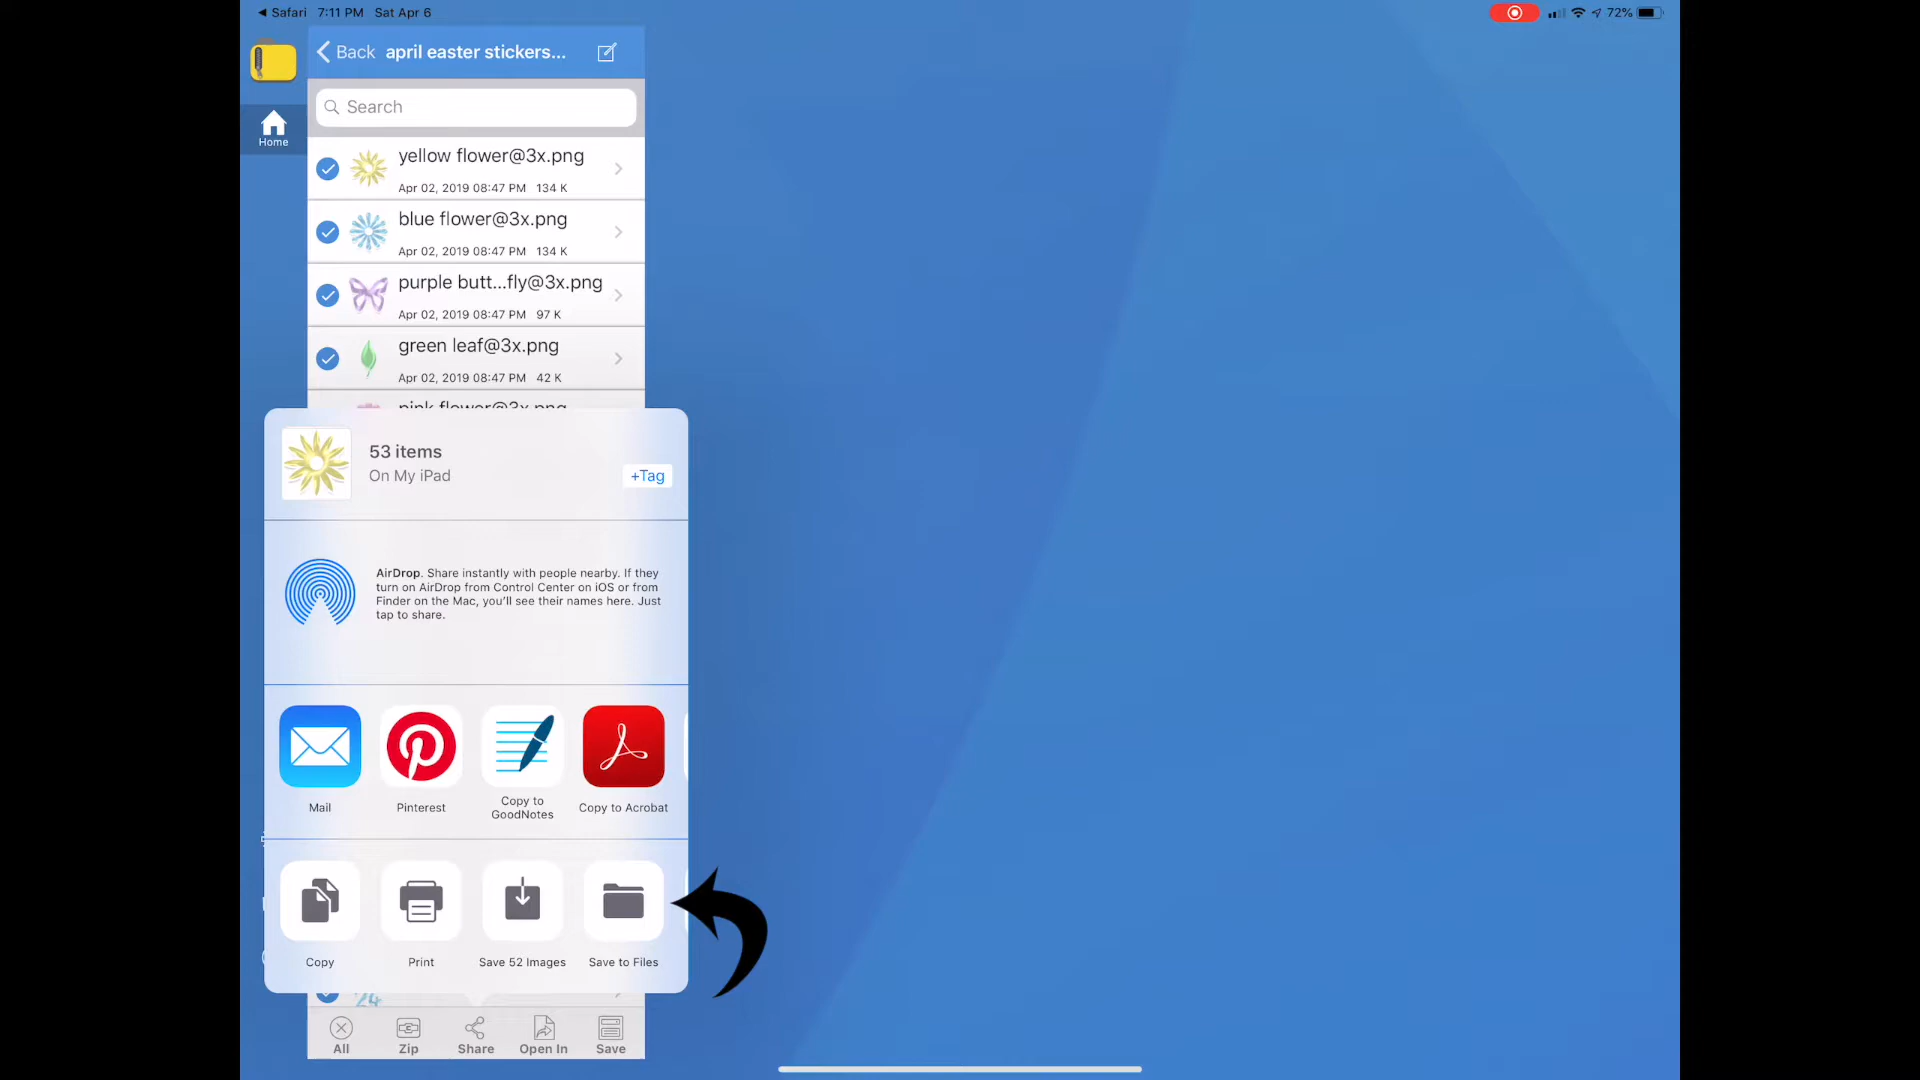 Safari 7:11 PM Sat Apr 6
72%
Back april easter stickers...
Search
Home
yellow flower@3x.png
Apr 02, 2019 08:47 PM 134 K
blue flower@3x.png
Apr 02, 2019 08:47 PM 134 K
purple butt...fly@3x.png
Apr 02, 2019 08:47 PM 97 K
green leaf@3x.png
Apr 02, 2019 08:47 PM 42 K
pink flower@3x.png
53 items
On My iPad
+Tag
AirDrop. Share instantly with people nearby. If they
turn on AirDrop from Control Center on iOS or from
Finder on the Mac, you'll see their names here. Just
tap to share.
Mail
Pinterest
Copy to
GoodNotes
Copy to Acrobat
Copy
Print
Save 52 Images
Save to Files
24
All
Zip
Share
Open In
Save